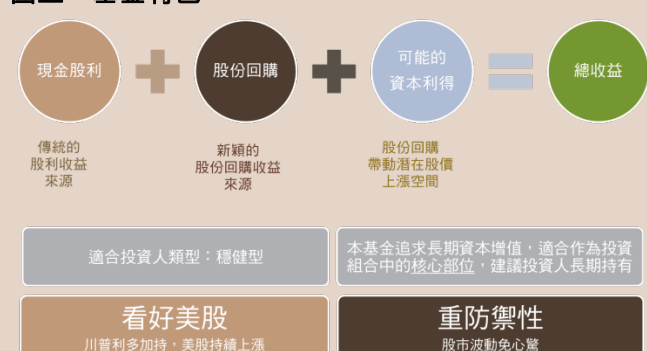 現金股利
股份回購
可能的
資本利得
總收益
傳統的
股利收益
來源
新穎的
股份回購收益
來源
股份回購
帶動潛在股價
上漲空間
適合投資人類型：穩健型
本基金追求長期資本增值，適合作為投資
組合中的核心部位，建議投資人長期持有
看好美股
川普利多加持，美股持續上漲
重防禦性
股市波動免心驚